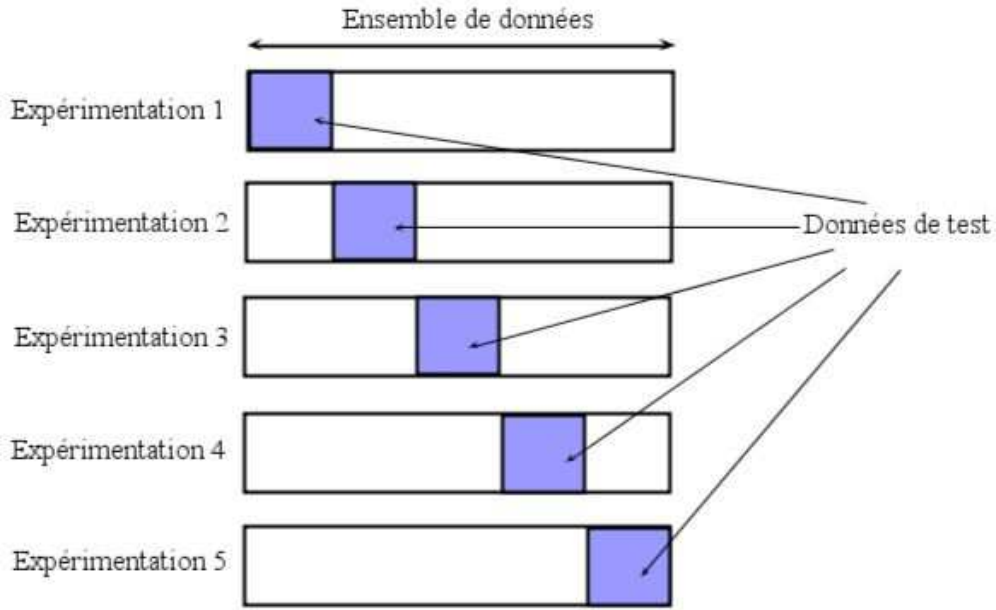 Ensemble de données
Expérimentation 1
Expérimentation 2
Données de test
Expérimentation 3
Expérimentation 4
Expérimentation 5